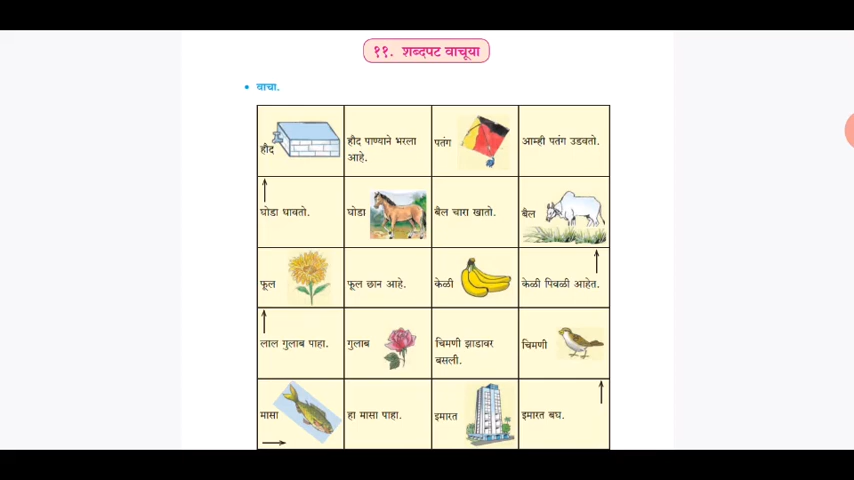 ११. शब्दपट वाचूया
• वाचा.
हौद
हौद पाण्याने भरला
आहे.
पतंग
आम्ही पतंग उडवतो.
घोडा धावतो.
घोडा
बैल चारा खातो.
बैल
फूल
फूल छान आहे.
केळी
केळी पिवळी आहेत.
लाल गुलाब पाहा.
गुलाब
चिमणी झाडावर
बसली.
चिमणी
मासा
हा मासा पाहा.
इमारत
इमारत बघ.